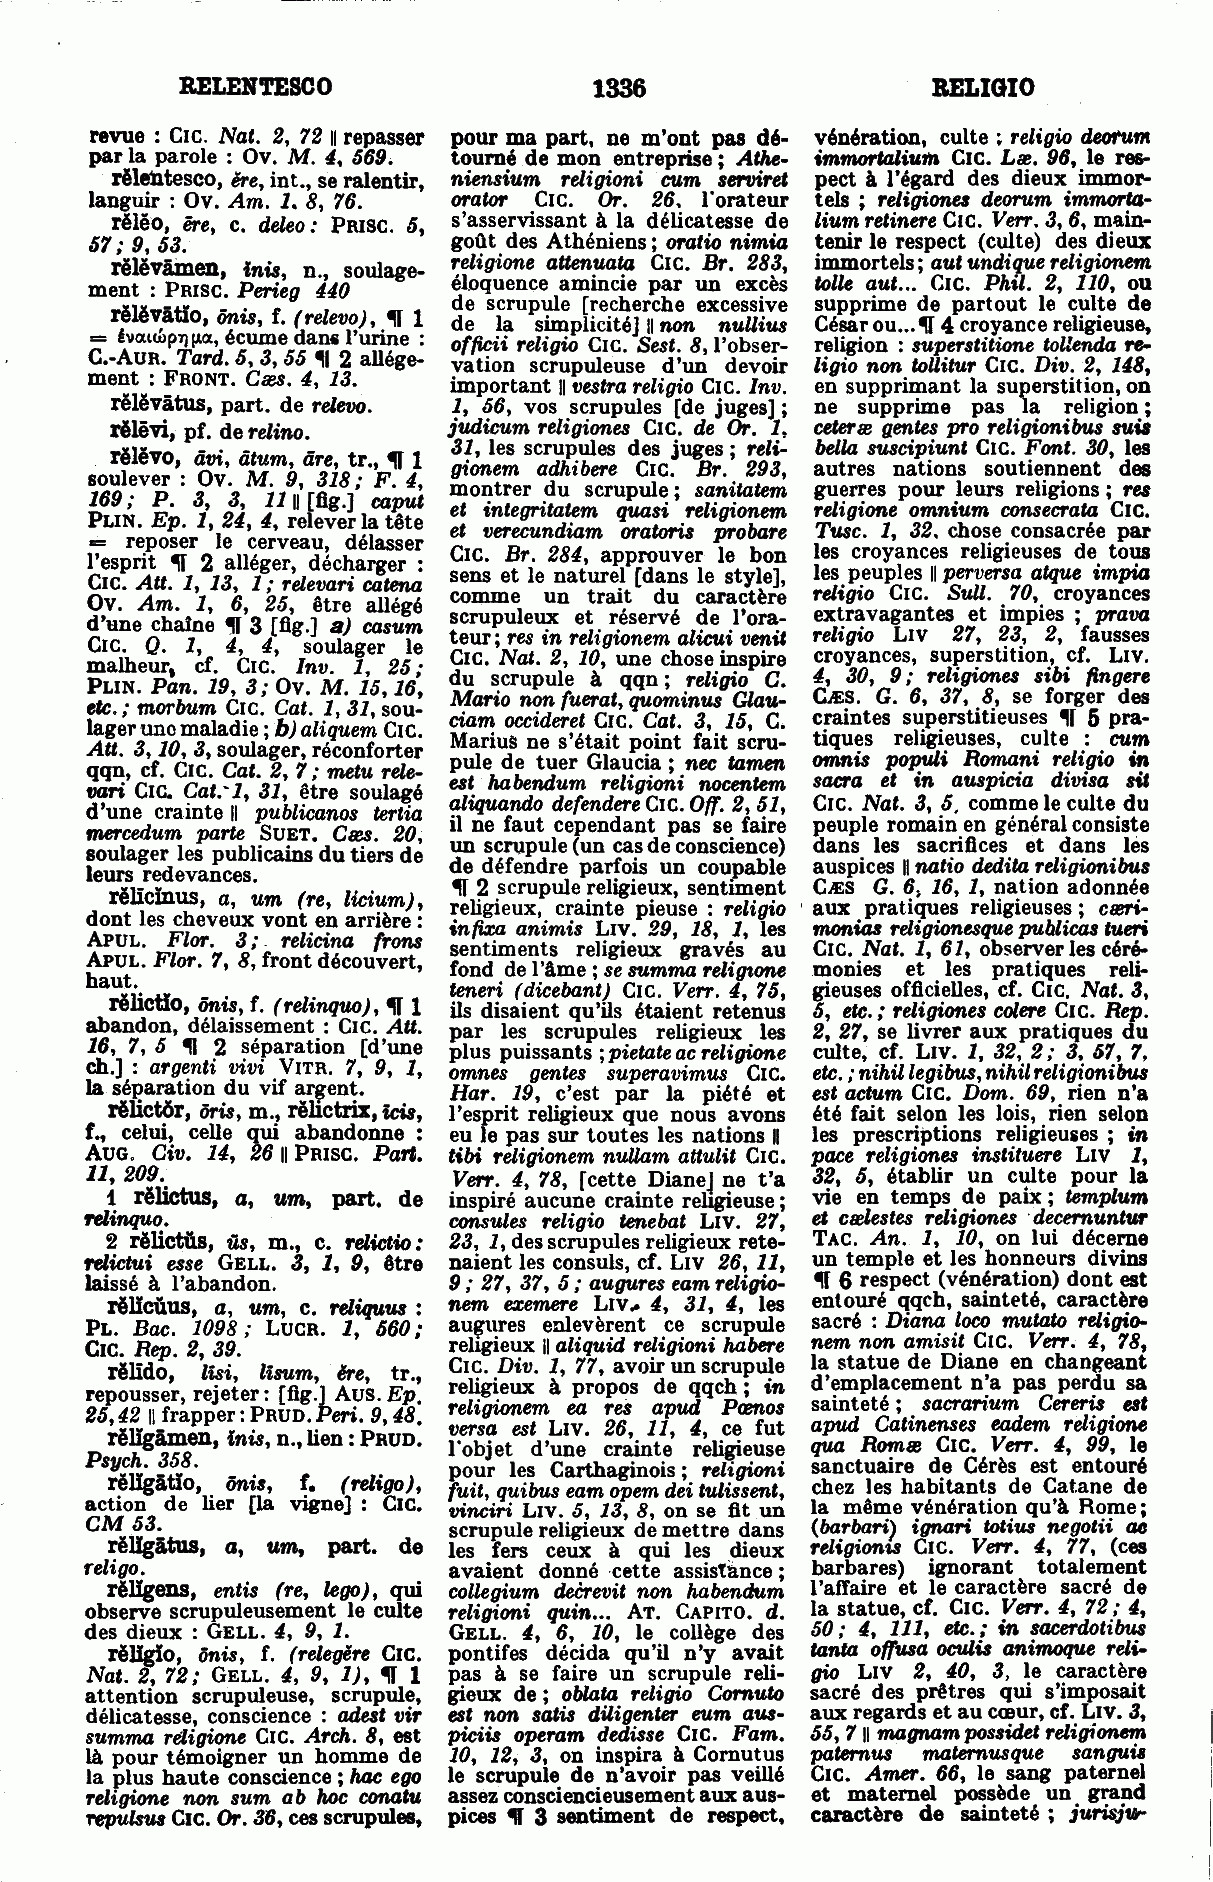 RELENTESCO 1336 RELIGIO
revue : CIC. Nat. 2, 72 || repasser
par la parole : Ov. M. 4, 569.
rĕlentesco, ĕre, int., se ralentir,
languir : Ov. Am. 1. 8, 76.
rĕlĕo, ēre, c. deleo : PRISC. 5,
57 ; 9, 53.
rĕlĕvāmen, ĭnis, n., soulage-
ment : PRISC. Perieg 440
rĕlĕvātĭo, ōnis, f. (relevo), ¶ 1
= ἐναιώρημα, écume dans l'urine :
C.-AUR. Tard. 5, 3, 55 ¶ 2 allége-
ment : FRONT. Cæs. 4, 13.
rĕlĕvātus, part. de relevo.
rĕlēvi, pf. de relino.
rĕlĕvo, āvi, ātum, āre, tr., ¶ 1
soulever : Ov. M. 9, 318 ; F. 4,
169 ; P. 3, 3, 11 || [fig.] caput
PLIN. Ep. 1, 24, 4, relever la tête
= reposer le cerveau, délasser
l'esprit ¶ 2 alléger, décharger :
CIC. Att. 1, 13, 1 ; relevari catena
Ov. Am. 1, 6, 25, être allégé
d'une chaîne ¶ 3 [fig.] a) casum
CIC. Q. 1, 4, 4, soulager le
malheur, cf. CIC. Inv. 1, 25 ;
PLIN. Pan. 19, 3 ; Ov. M. 15, 16,
etc. ; morbum CIC. Cat. 1, 31, sou-
lager une maladie ; b) aliquem CIC.
Att. 3, 10, 3, soulager, réconforter
qqn, cf. CIC. Cat. 2, 7 ; metu rele-
vari CIC. Cat. 1, 31, être soulagé
d'une crainte || publicanos tertia
mercedum parte SUET. Cæs. 20,
soulager les publicains du tiers de
leurs redevances.
rĕlĭcĭnus, a, um (re, licium),
dont les cheveux vont en arrière :
APUL. Flor. 3 ; relicina frons
APUL. Flor. 7, 8, front découvert,
haut.
rĕlictĭo, ōnis, f. (relinquo), ¶ 1
abandon, délaissement : CIC. Att.
16, 7, 5 ¶ 2 séparation [d'une
ch.] : argenti vivi VITR. 7, 9, 1,
la séparation du vif argent.
rĕlictŏr, ōris, m., rĕlictrix, īcis,
f., celui, celle qui abandonne :
AUG. Civ. 14, 26 || PRISC. Part.
11, 209.
1 rĕlictus, a, um, part. de
relinquo.
2 rĕlictŭs, ūs, m., c. relictio :
relictui esse GELL. 3, 1, 9, être
laissé à l'abandon.
rĕlĭcŭus, a, um, c. reliquus :
PL. Bac. 1098 ; LUCR. 1, 560 ;
CIC. Rep. 2, 39.
rĕlīdo, līsi, līsum, ĕre, tr.,
repousser, rejeter : [fig.] AUS. Ep.
25, 42 || frapper : PRUD. Peri. 9, 48.
rĕlĭgāmen, ĭnis, n., lien : PRUD.
Psych. 358.
rĕlĭgātĭo, ōnis, f. (religo),
action de lier [la vigne] : CIC.
CM 53.
rĕlĭgātus, a, um, part. de
religo.
rĕlĭgens, entis (re, lego), qui
observe scrupuleusement le culte
des dieux : GELL. 4, 9, 1.
rĕlĭgĭo, ōnis, f. (relegĕre CIC.
Nat. 2, 72 ; GELL. 4, 9, 1), ¶ 1
attention scrupuleuse, scrupule,
délicatesse, conscience : adest vir
summa religione CIC. Arch. 8, est
là pour témoigner un homme de
la plus haute conscience ; hac ego
religione non sum ab hoc conatu
repulsus CIC. Or. 36, ces scrupules,
pour ma part, ne m'ont pas dé-
tourné de mon entreprise ; Athe-
niensium religioni cum serviret
orator CIC. Or. 26, l'orateur
s'asservissant à la délicatesse de
goût des Athéniens ; oratio nimia
religione attenuata CIC. Br. 283,
éloquence amincie par un excès
de scrupule [recherche excessive
de la simplicité] || non nullius
officii religio CIC. Sest. 8, l'obser-
vation scrupuleuse d'un devoir
important || vestra religio CIC. Inv.
1, 56, vos scrupules [de juges] ;
judicum religiones CIC. de Or. 1,
31, les scrupules des juges ; reli-
gionem adhibere CIC. Br. 293,
montrer du scrupule ; sanitatem
et integritatem quasi religionem
et verecundiam oratoris probare
CIC. Br. 284, approuver le bon
sens et le naturel [dans le style],
comme un trait du caractère
scrupuleux et réservé de l'ora-
teur ; res in religionem alicui venit
CIC. Nat. 2, 10, une chose inspire
du scrupule à qqn ; religio C.
Mario non fuerat, quominus Glau-
ciam occideret CIC. Cat. 3, 15, C.
Marius ne s'était point fait scru-
pule de tuer Glaucia ; nec tamen
est habendum religioni nocentem
aliquando defendere CIC. Off. 2, 51,
il ne faut cependant pas se faire
un scrupule (un cas de conscience)
de défendre parfois un coupable
¶ 2 scrupule religieux, sentiment
religieux, crainte pieuse : religio
infixa animis LIV. 29, 18, 1, les
sentiments religieux gravés au
fond de l'âme ; se summa religione
teneri (dicebant) CIC. Verr. 4, 75,
ils disaient qu'ils étaient retenus
par les scrupules religieux les
plus puissants ; pietate ac religione
omnes gentes superavimus CIC.
Har. 19, c'est par la piété et
l'esprit religieux que nous avons
eu le pas sur toutes les nations ||
tibi religionem nullam attulit CIC.
Verr. 4, 78, [cette Diane] ne t'a
inspiré aucune crainte religieuse ;
consules religio tenebat LIV. 27,
23, 1, des scrupules religieux rete-
naient les consuls, cf. LIV 26, 11,
9 ; 27, 37, 5 ; augures eam religio-
nem exemere LIV. 4, 31, 4, les
augures enlevèrent ce scrupule
religieux || aliquid religioni habere
CIC. Div. 1, 77, avoir un scrupule
religieux à propos de qqch ; in
religionem ea res apud Pœnos
versa est LIV. 26, 11, 4, ce fut
l'objet d'une crainte religieuse
pour les Carthaginois ; religioni
fuit, quibus eam opem dei tulissent,
vinciri LIV. 5, 13, 8, on se fit un
scrupule religieux de mettre dans
les fers ceux à qui les dieux
avaient donné cette assistance ;
collegium decrevit non habendum
religioni quin... AT. CAPITO. d.
GELL. 4, 6, 10, le collège des
pontifes décida qu'il n'y avait
pas à se faire un scrupule reli-
gieux de ; oblata religio Cornuto
est non satis diligenter eum aus-
piciis operam dedisse CIC. Fam.
10, 12, 3, on inspira à Cornutus
le scrupule de n'avoir pas veillé
assez consciencieusement aux aus-
pices ¶ 3 sentiment de respect,
vénération, culte : religio deorum
immortalium CIC. Læ. 96, le res-
pect à l'égard des dieux immor-
tels ; religiones deorum immorta-
lium retinere CIC. Verr. 3, 6, main-
tenir le respect (culte) des dieux
immortels ; aut undique religionem
tolle aut... CIC. Phil. 2, 110, ou
supprime de partout le culte de
César ou... ¶ 4 croyance religieuse,
religion : superstitione tollenda re-
ligio non tollitur CIC. Div. 2, 148,
en supprimant la superstition, on
ne supprime pas la religion ;
ceteræ gentes pro religionibus suis
bella suscipiunt CIC. Font. 30, les
autres nations soutiennent des
guerres pour leurs religions ; res
religione omnium consecrata CIC.
Tusc. 1, 32. chose consacrée par
les croyances religieuses de tous
les peuples || perversa atque impia
religio CIC. Sull. 70, croyances
extravagantes et impies ; prava
religio LIV 27, 23, 2, fausses
croyances, superstition, cf. LIV.
4, 30, 9 ; religiones sibi fingere
CÆS. G. 6, 37, 8, se forger des
craintes superstitieuses ¶ 5 pra-
tiques religieuses, culte : cum
omnis populi Romani religio in
sacra et in auspicia divisa sit
CIC. Nat. 3, 5, comme le culte du
peuple romain en général consiste
dans les sacrifices et dans les
auspices || natio dedita religionibus
CÆS G. 6, 16, 1, nation adonnée
aux pratiques religieuses ; cæri-
monias religionesque publicas tueri
CIC. Nat. 1, 61, observer les céré-
monies et les pratiques reli-
gieuses officielles, cf. CIC. Nat. 3,
5, etc. ; religiones colere CIC. Rep.
2, 27, se livrer aux pratiques du
culte, cf. LIV. 1, 32, 2 ; 3, 57, 7,
etc. ; nihil legibus, nihil religionibus
est actum CIC. Dom. 69, rien n'a
été fait selon les lois, rien selon
les prescriptions religieuses ; in
pace religiones instituere LIV 1,
32, 5, établir un culte pour la
vie en temps de paix ; templum
et cælestes religiones decernuntur
TAC. An. 1, 10, on lui décerne
un temple et les honneurs divins
¶ 6 respect (vénération) dont est
entouré qqch, sainteté, caractère
sacré : Diana loco mutato religio-
nem non amisit CIC. Verr. 4, 78,
la statue de Diane en changeant
d'emplacement n'a pas perdu sa
sainteté ; sacrarium Cereris est
apud Catinenses eadem religione
qua Romæ CIC. Verr. 4, 99, le
sanctuaire de Cérès est entouré
chez les habitants de Catane de
la même vénération qu'à Rome ;
(barbari) ignari totius negotii ac
religionis CIC. Verr. 4, 77, (ces
barbares) ignorant totalement
l'affaire et le caractère sacré de
la statue, cf. CIC. Verr. 4, 72 ; 4,
50 ; 4, 111, etc. ; in sacerdotibus
tanta offusa oculis animoque reli-
gio LIV 2, 40, 3, le caractère
sacré des prêtres qui s'imposait
aux regards et au cœur, cf. LIV. 3,
55, 7 || magnam possidet religionem
paternus maternusque sanguis
CIC. Amer. 66, le sang paternel
et maternel possède un grand
caractère de sainteté ; jurisju-